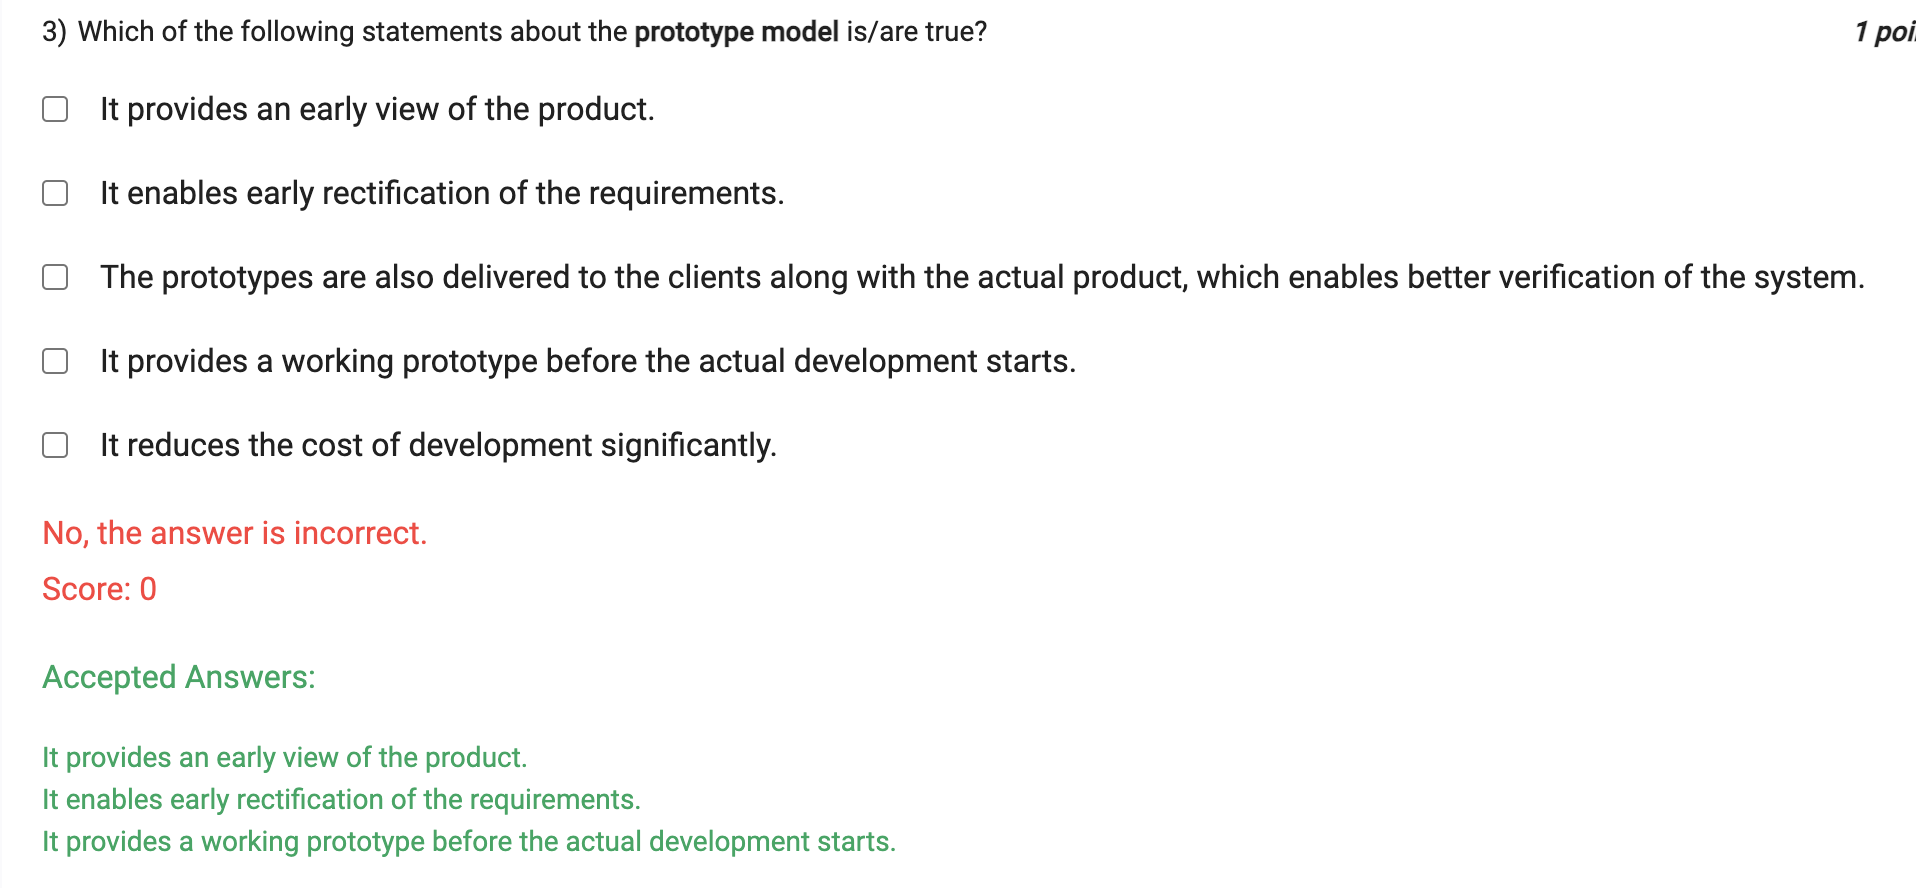 3) Which of the following statements about the prototype model is/are true? 1 poi
It provides an early view of the product.
It enables early rectification of the requirements.
The prototypes are also delivered to the clients along with the actual product, which enables better verification of the system.
It provides a working prototype before the actual development starts.
It reduces the cost of development significantly.
No, the answer is incorrect.
Score: 0
Accepted Answers:
It provides an early view of the product.
It enables early rectification of the requirements.
It provides a working prototype before the actual development starts.